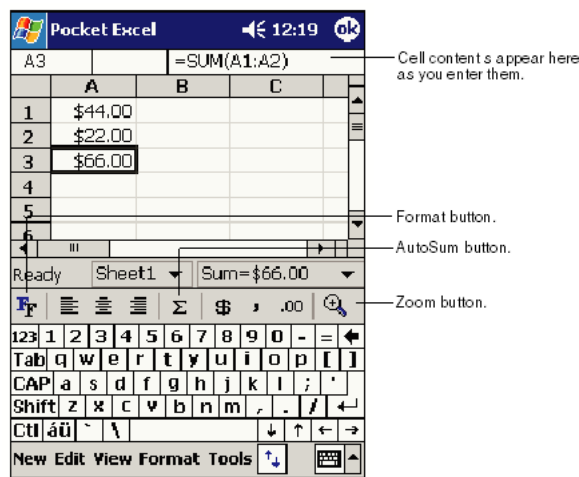 Pocket Excel 12:19 ok
A3 =SUM(A1:A2)
Cell content s appear here
as you enter them.
A B C
1 $44.00
2 $22.00
3 $66.00
4
5
6
Format button.
AutoSum button.
Ready Sheet1 Sum=$66.00
FF Σ $ , .00
Zoom button.
123 1 2 3 4 5 6 7 8 9 0 - =
Tab q w e r t y u i o p [ ]
CAP a s d f g h j k l ; '
Shift z x c v b n m , . /
Ctl áü ` \
New Edit View Format Tools